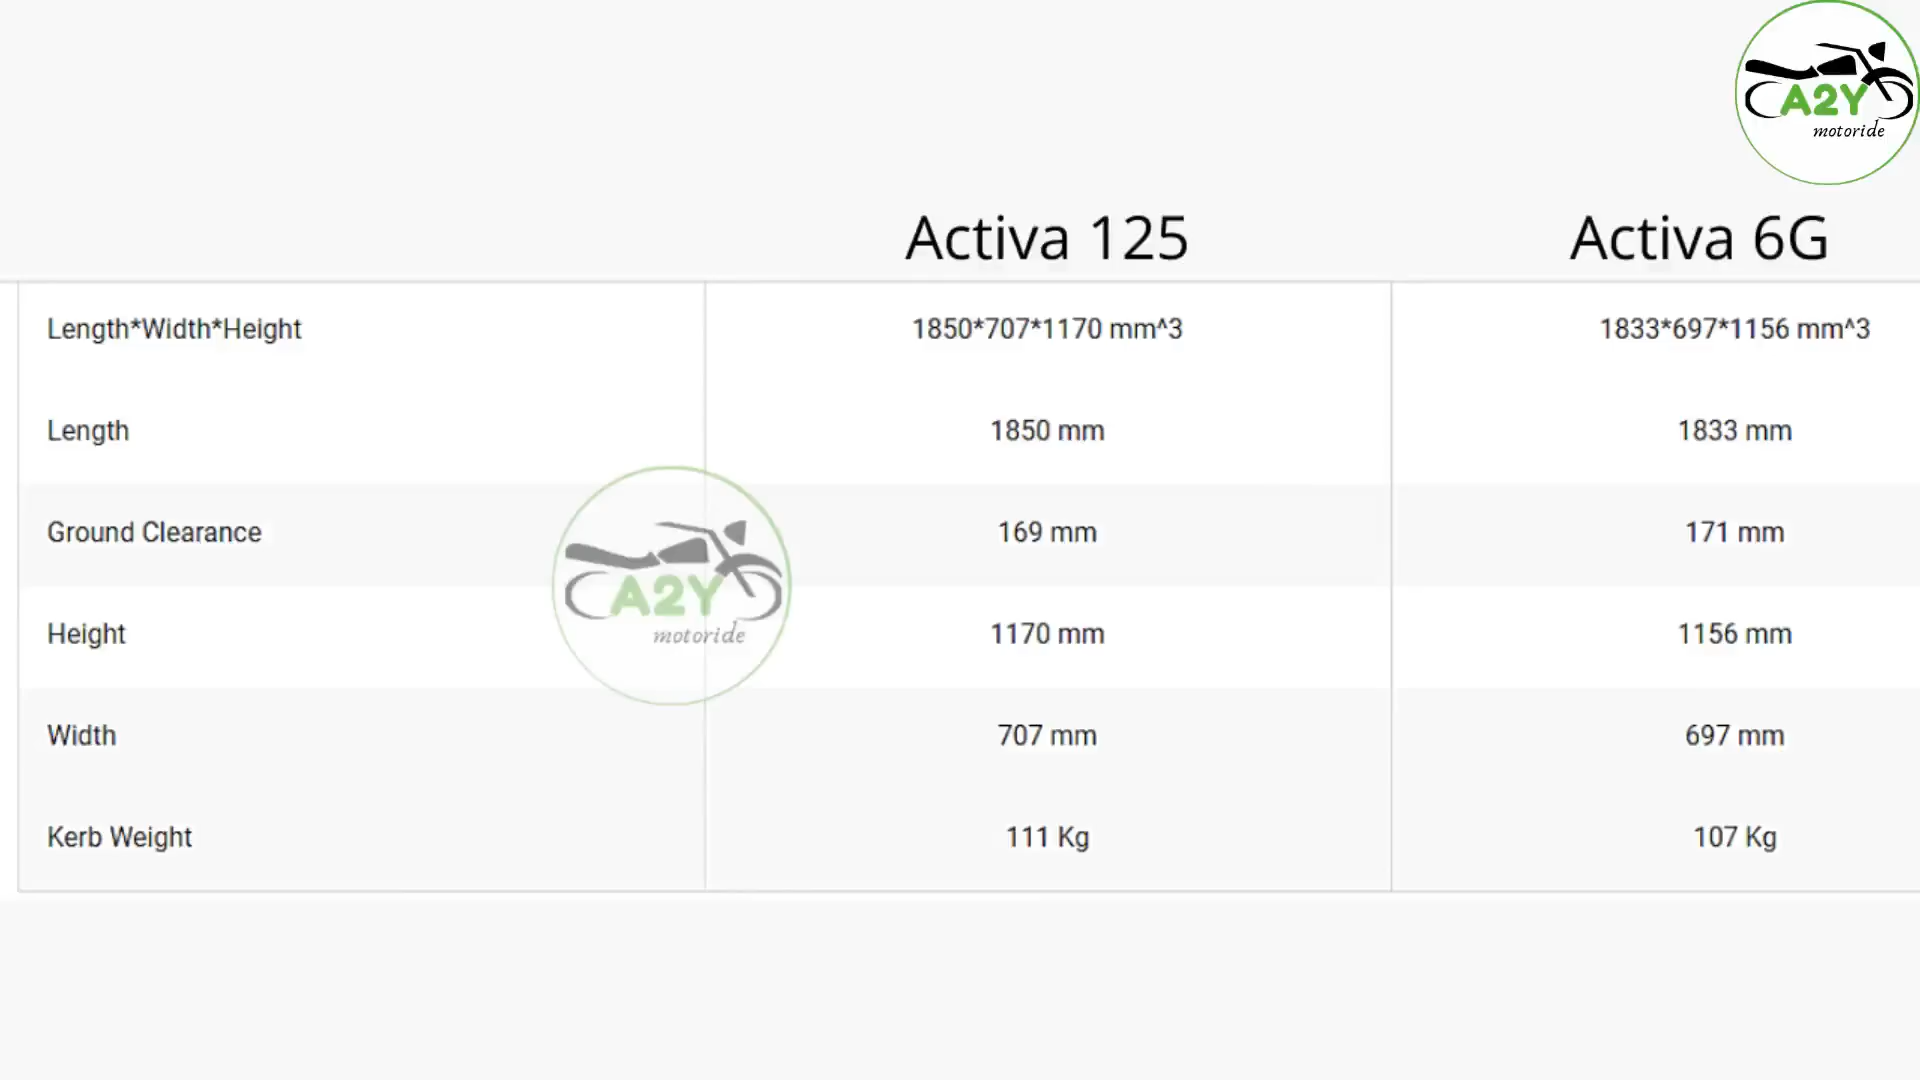 A2Y
motoride
Activa 125 Activa 6G
Length*Width*Height 1850*707*1170 mm^3 1833*697*1156 mm^3
Length 1850 mm 1833 mm
Ground Clearance 169 mm 171 mm
A2Y
motoride
Height 1170 mm 1156 mm
Width 707 mm 697 mm
Kerb Weight 111 Kg 107 Kg